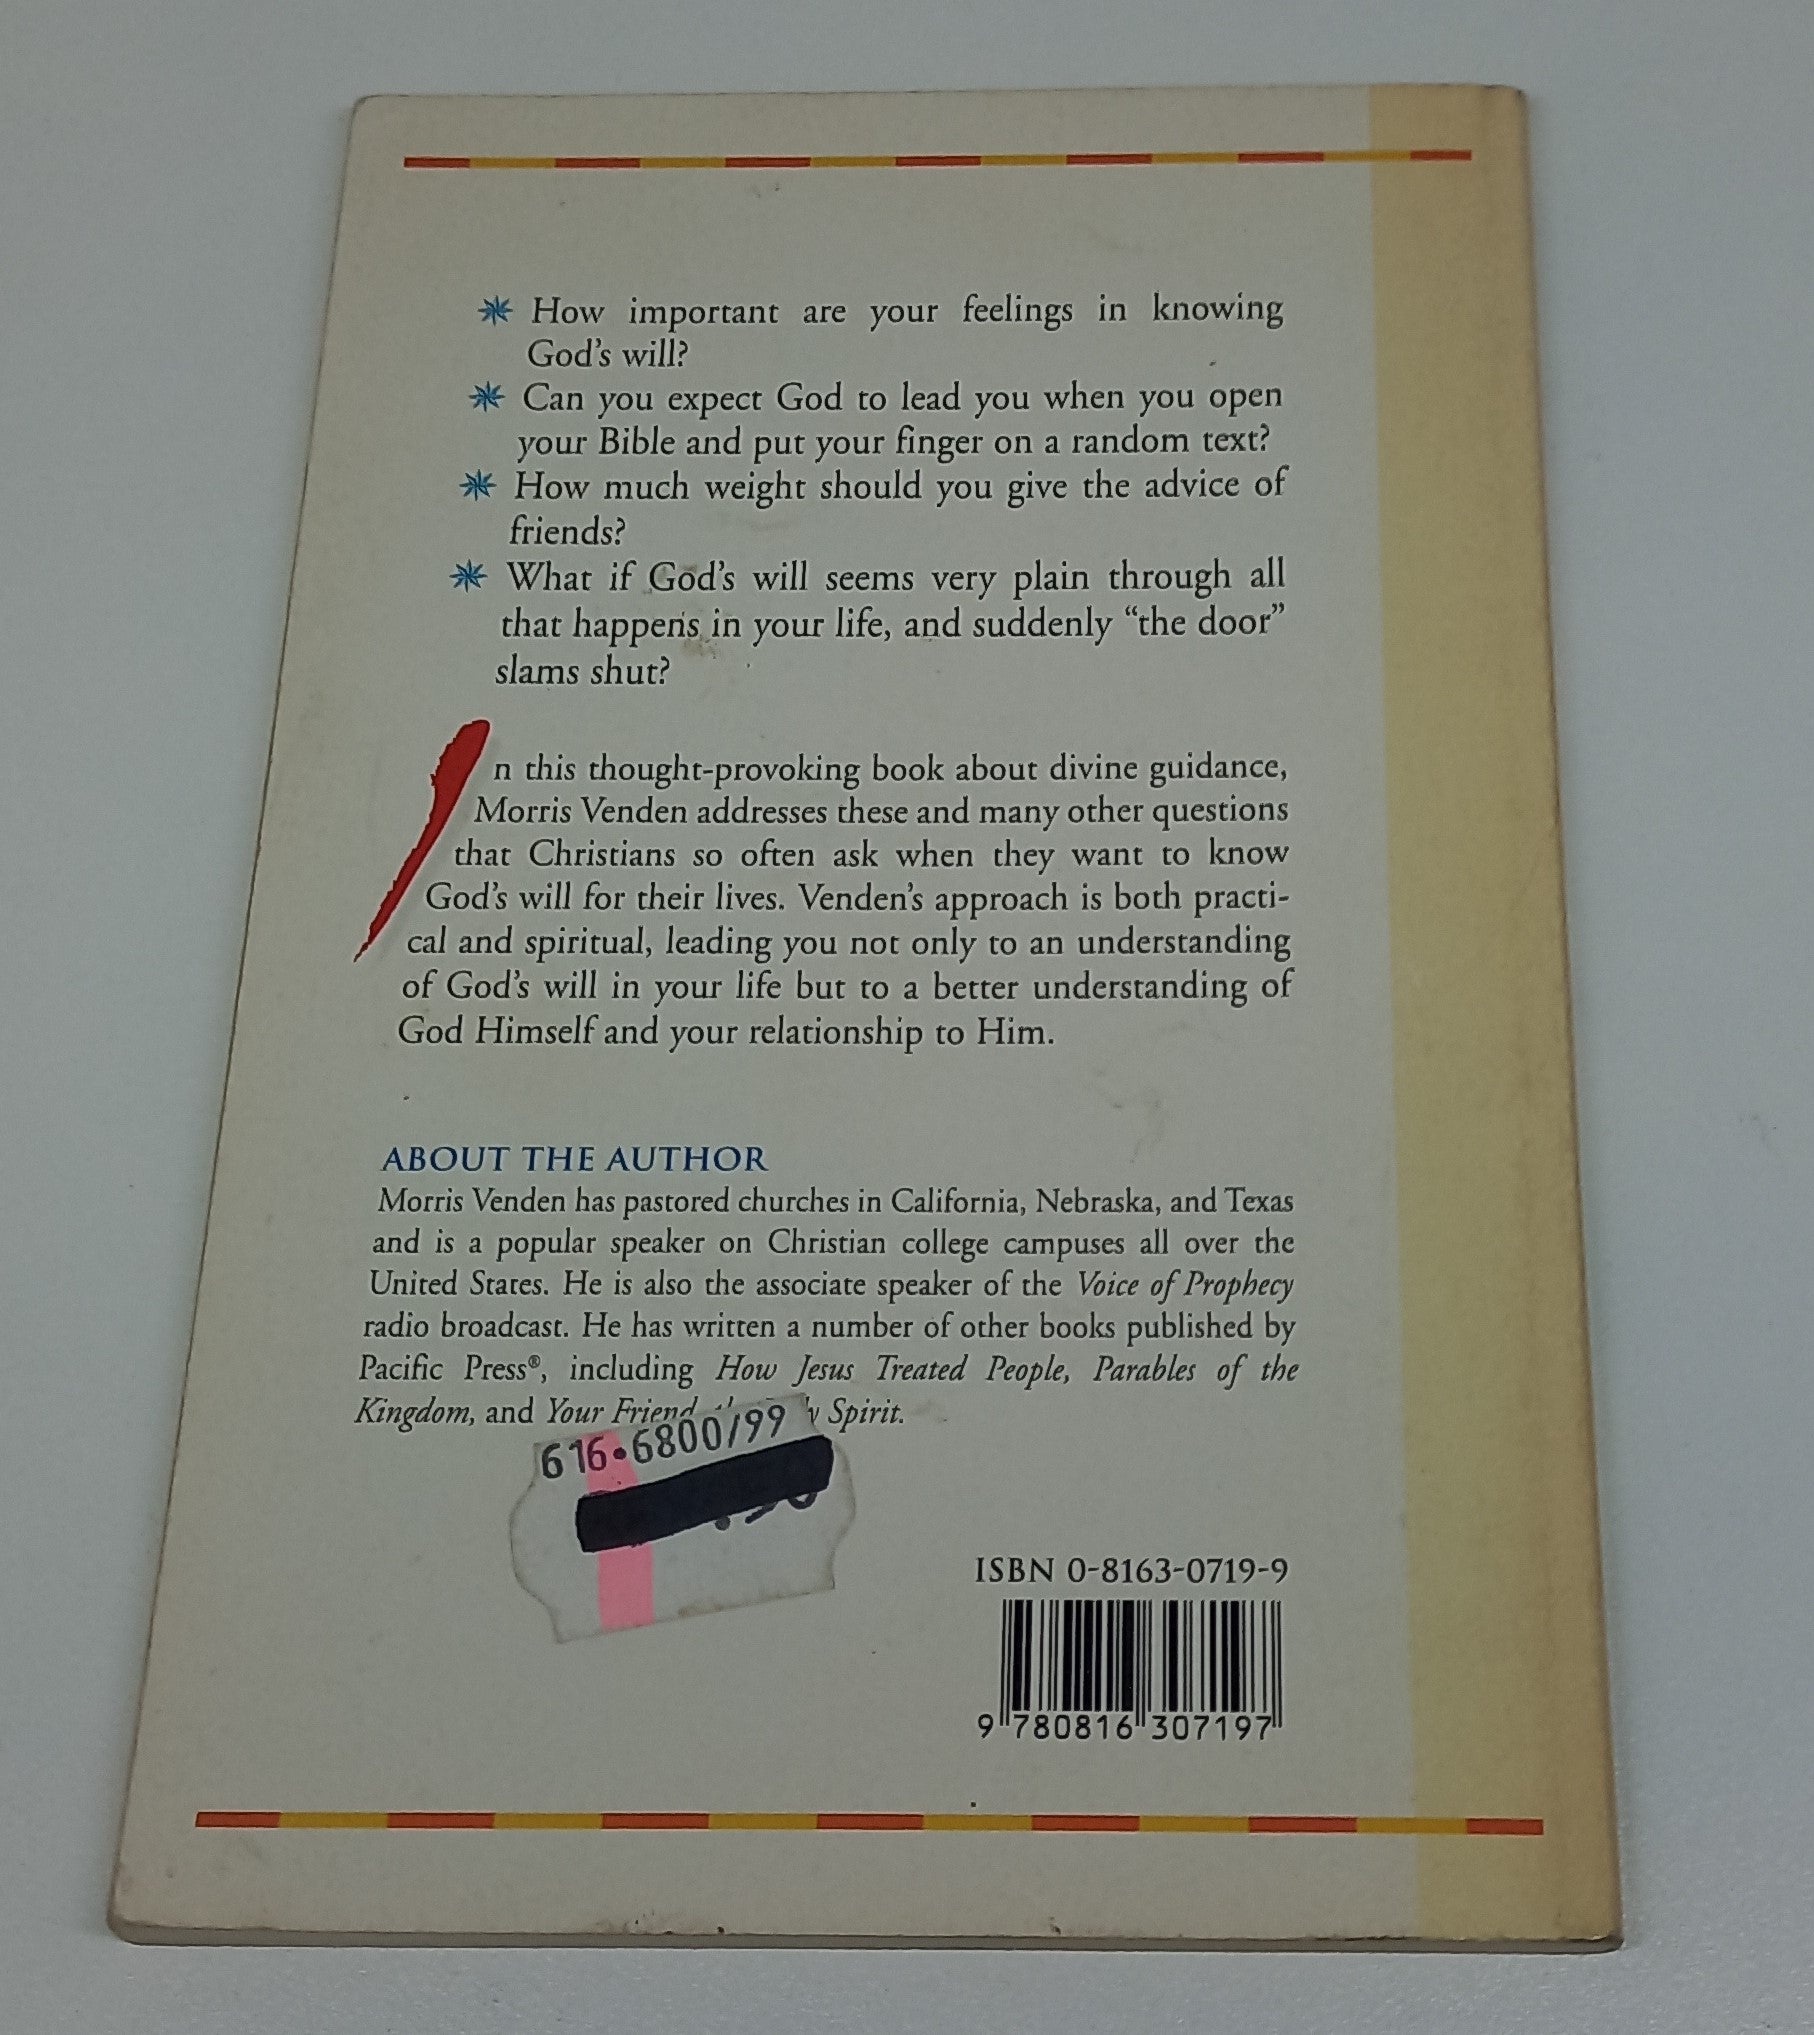 * How important are your feelings in knowing
God's will?
* Can you expect God to lead you when you open
your Bible and put your finger on a random text?
* How much weight should you give the advice of
friends?
* What if God's will seems very plain through all
that happens in your life, and suddenly “the door”
slams shut?
In this thought-provoking book about divine guidance,
Morris Venden addresses these and many other questions
that Christians so often ask when they want to know
God's will for their lives. Venden's approach is both practi-
cal and spiritual, leading you not only to an understanding
of God's will in your life but to a better understanding of
God Himself and your relationship to Him.
ABOUT THE AUTHOR
Morris Venden has pastored churches in California, Nebraska, and Texas
and is a popular speaker on Christian college campuses all over the
United States. He is also the associate speaker of the Voice of Prophecy
radio broadcast. He has written a number of other books published by
Pacific Press®, including How Jesus Treated People, Parables of the
Kingdom, and Your Friend, Spirit.
616.6800/99
ISBN 0-8163-0719-9
9 780816 307197